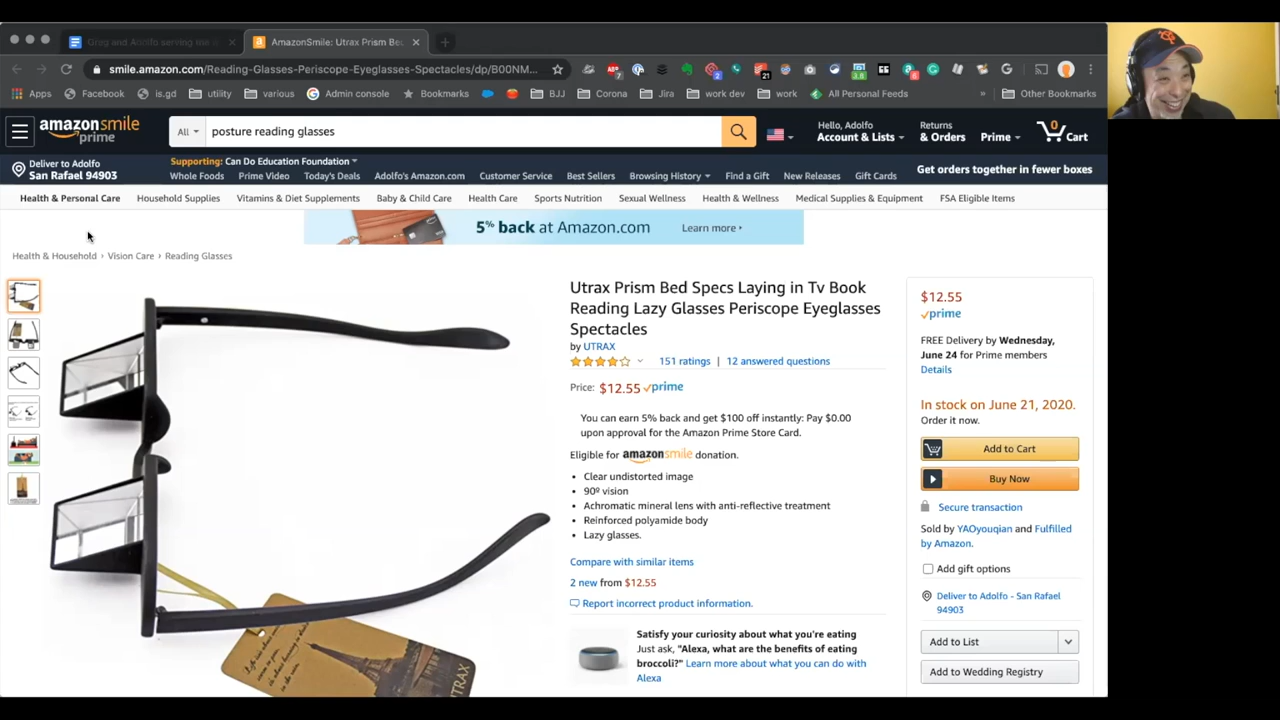 Greg and Adolfo serving the
AmazonSmile: Utrax Prism Be
smile.amazon.com/Reading-Glasses-Periscope-Eyeglasses-Spectacles/dp/B00NM...
Apps Facebook is.gd utility various Admin console Bookmarks BJJ Corona Jira work dev work All Personal Feeds » Other Bookmarks
amazonsmile
prime
All posture reading glasses
Hello, Adolfo
Account & Lists
Returns
& Orders
Prime
0
Cart
Deliver to Adolfo
San Rafael 94903
Supporting: Can Do Education Foundation
Whole Foods Prime Video Today's Deals Adolfo's Amazon.com Customer Service Best Sellers Browsing History Find a Gift New Releases Gift Cards
Get orders together in fewer boxes
Health & Personal Care Household Supplies Vitamins & Diet Supplements Baby & Child Care Health Care Sports Nutrition Sexual Wellness Health & Wellness Medical Supplies & Equipment FSA Eligible Items
5% back at Amazon.com Learn more ›
Health & Household › Vision Care › Reading Glasses
Utrax Prism Bed Specs Laying in Tv Book
Reading Lazy Glasses Periscope Eyeglasses
Spectacles
by UTRAX
151 ratings | 12 answered questions
Price: $12.55 prime
You can earn 5% back and get $100 off instantly: Pay $0.00
upon approval for the Amazon Prime Store Card.
Eligible for amazonsmile donation.
• Clear undistorted image
• 90º vision
• Achromatic mineral lens with anti-reflective treatment
• Reinforced polyamide body
• Lazy glasses.
Compare with similar items
2 new from $12.55
Report incorrect product information.
Satisfy your curiosity about what you're eating
Just ask, "Alexa, what are the benefits of eating
broccoli?" Learn more about what you can do with
Alexa
$12.55
prime
FREE Delivery by Wednesday,
June 24 for Prime members
Details
In stock on June 21, 2020.
Order it now.
Add to Cart
Buy Now
Secure transaction
Sold by YAOyouqian and Fulfilled
by Amazon.
Add gift options
Deliver to Adolfo - San Rafael
94903
Add to List
Add to Wedding Registry
UTRAX